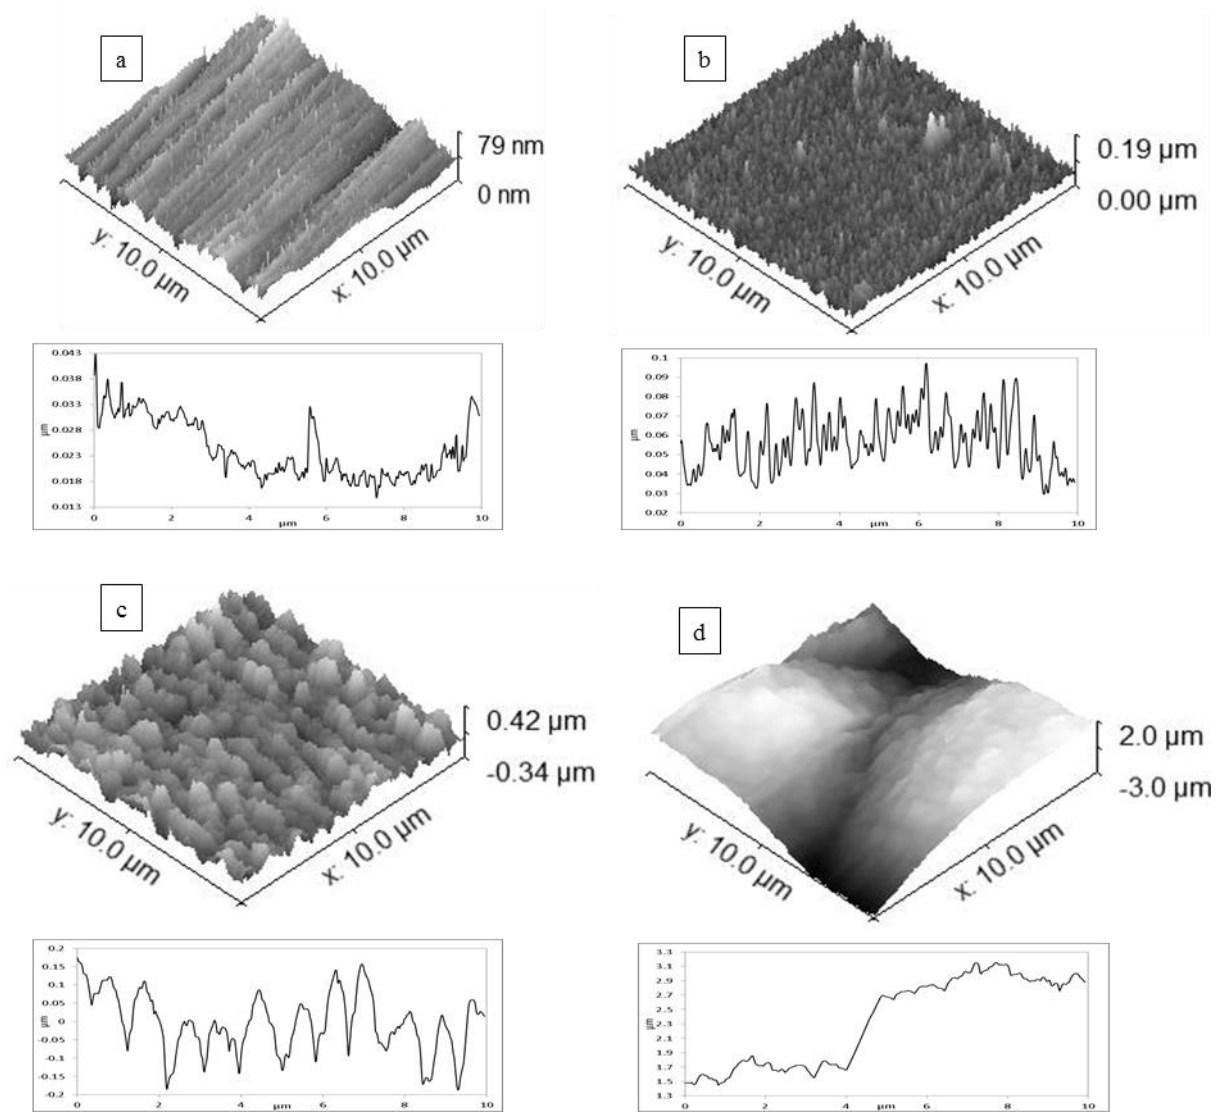 a
79 nm
0 nm
y: 10.0 µm
x: 10.0 µm
b
0.19 µm
0.00 µm
y: 10.0 µm
x: 10.0 µm
0.043
0.038
0.033
0.028
0.023
0.018
0.013
µm
0
2
4
6
8
10
µm
0.1
0.09
0.08
0.07
0.06
0.05
0.04
0.03
0.02
µm
0
2
4
6
8
10
µm
c
0.42 µm
-0.34 µm
y: 10.0 µm
x: 10.0 µm
d
2.0 µm
-3.0 µm
y: 10.0 µm
x: 10.0 µm
0.2
0.15
0.1
0.05
0
-0.05
-0.1
-0.15
-0.2
µm
0
2
4
6
8
10
µm
3.3
3.1
2.9
2.7
2.5
2.3
2.1
1.9
1.7
1.5
1.3
µm
0
2
4
6
8
10
µm